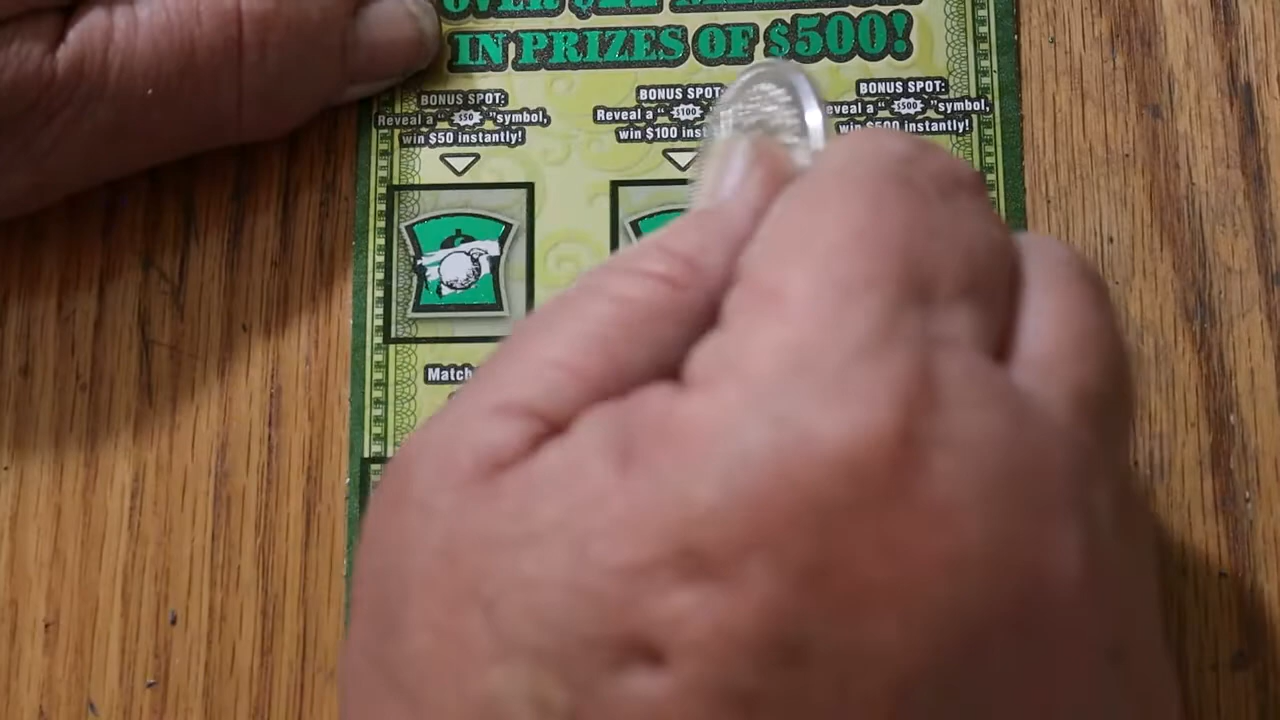 IN PRIZES OF $500!
BONUS SPOT:
Reveal a " $50 " symbol,
win $50 instantly!
BONUS SPOT:
Reveal a " $100
win $100 inst
BONUS SPOT:
eveal a " $500 " symbol,
win $500 instantly!
Match